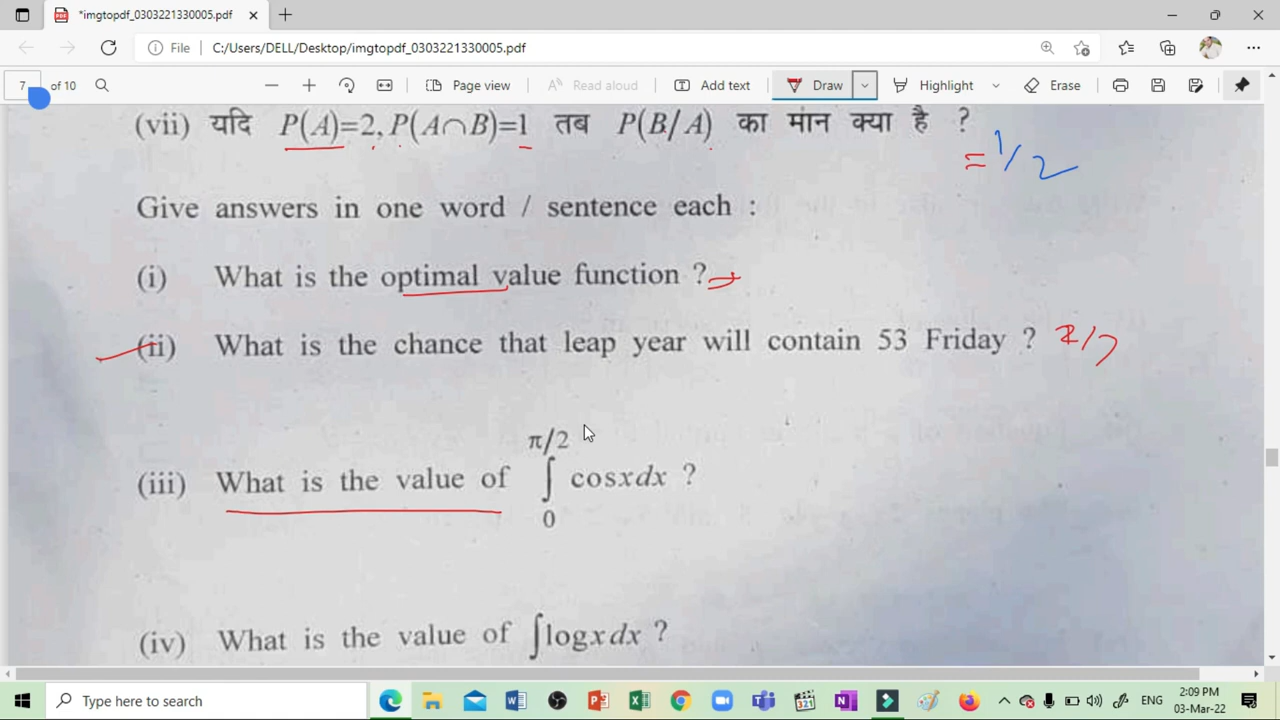 *imgtopdf_0303221330005.pdf
File
C:/Users/DELL/Desktop/imgtopdf_0303221330005.pdf
7 of 10
Page view
Read aloud
Add text
Draw
Highlight
Erase
(vii) यदि P(A)=2, P(A∩B)=1 तब P(B/A) का मान क्या है ?
= 1/2
Give answers in one word / sentence each :
(i) What is the optimal value function ?
(ii) What is the chance that leap year will contain 53 Friday ? 2/7
(iii) What is the value of ∫₀^π/2 cosxdx ?
(iv) What is the value of ∫logxdx ?
Type here to search
ENG
2:09 PM
03-Mar-22